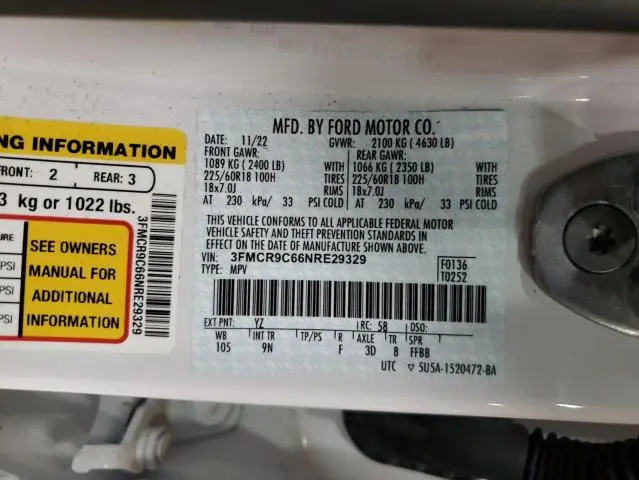 NG INFORMATION
FRONT: 2 REAR: 3
3 kg or 1022 lbs.
URE
PSI
PSI
PSI
SEE OWNERS
MANUAL FOR
ADDITIONAL
INFORMATION
3FMCR9C66NRE29329
MFD. BY FORD MOTOR CO.
DATE: 11/22 GVWR: 2100 KG ( 4630 LB)
FRONT GAWR: REAR GAWR:
1089 KG ( 2400 LB) WITH 1066 KG ( 2350 LB) WITH
225/60R18 100H TIRES 225/60R18 100H TIRES
18x7.0J RIMS 18x7.0J RIMS
AT 230 kPa/ 33 PSI COLD AT 230 kPa/ 33 PSI COLD
THIS VEHICLE CONFORMS TO ALL APPLICABLE FEDERAL MOTOR
VEHICLE SAFETY AND THEFT PREVENTION STANDARDS IN
EFFECT ON THE DATE OF MANUFACTURE SHOWN ABOVE.
VIN: 3FMCR9C66NRE29329 F0136
TYPE: MPV T0252
EXT PNT: YZ RC: 58 DSO:
WB INT TR TP/PS R AXLE TR SPR
105 9N F 3D 8 FFBB
UTC ▽ 5U5A-1520472-BA